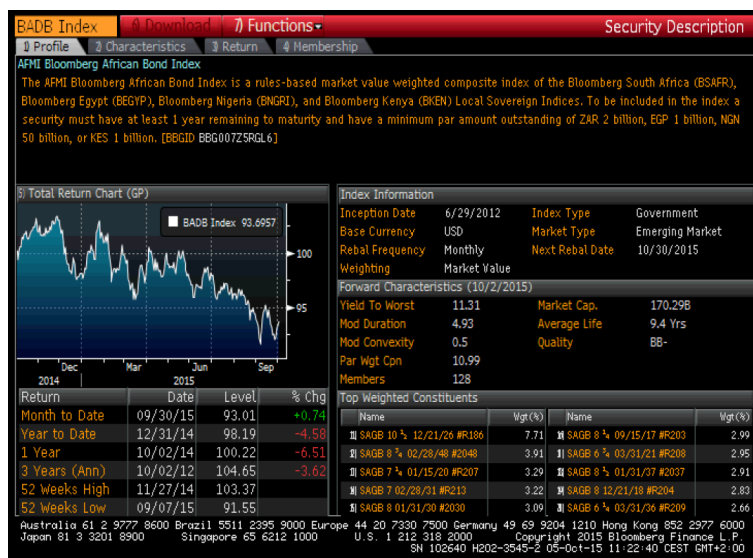 BADB Index 6) Download 7) Functions Security Description
1) Profile 2) Characteristics 3) Return 4) Membership
AFMI Bloomberg African Bond Index
The AFMI Bloomberg African Bond Index is a rules-based market value weighted composite index of the Bloomberg South Africa (BSAFR),
Bloomberg Egypt (BEGYP), Bloomberg Nigeria (BNGRI), and Bloomberg Kenya (BKEN) Local Sovereign Indices. To be included in the index a
security must have at least 1 year remaining to maturity and have a minimum par amount outstanding of ZAR 2 billion, EGP 1 billion, NGN
50 billion, or KES 1 billion. [BBGID BBG007Z5RGL6]
5) Total Return Chart (GP)
BADB Index 93.6957
100
95
Dec Mar Jun Sep
2014 2015
Return Date Level % Chg
Month to Date 09/30/15 93.01 +0.74
Year to Date 12/31/14 98.19 -4.58
1 Year 10/02/14 100.22 -6.51
3 Years (Ann) 10/02/12 104.65 -3.62
52 Weeks High 11/27/14 103.37
52 Weeks Low 09/07/15 91.55
Index Information
Inception Date 6/29/2012 Index Type Government
Base Currency USD Market Type Emerging Market
Rebal Frequency Monthly Next Rebal Date 10/30/2015
Weighting Market Value
Forward Characteristics (10/2/2015)
Yield To Worst 11.31 Market Cap. 170.29B
Mod Duration 4.93 Average Life 9.4 Yrs
Mod Convexity 0.5 Quality BB-
Par Wgt Cpn 10.99
Members 128
Top Weighted Constituents
Name Wgt(%) Name Wgt(%)
SAGB 10 ½ 12/21/26 #R186 7.71 SAGB 8 ¼ 09/15/17 #R203 2.99
SAGB 8 ¾ 02/28/48 #2048 3.91 SAGB 6 ¾ 03/31/21 #R208 2.95
SAGB 7 ¼ 01/15/20 #R207 3.29 SAGB 8 ½ 01/31/37 #2037 2.91
SAGB 7 02/28/31 #R213 3.22 SAGB 8 12/21/18 #R204 2.83
SAGB 8 01/31/30 #2030 3.09 SAGB 6 ¼ 03/31/36 #R209 2.66
Australia 61 2 9777 8600 Brazil 5511 2395 9000 Europe 44 20 7330 7500 Germany 49 69 9204 1210 Hong Kong 852 2977 6000
Japan 81 3 3201 8900 Singapore 65 6212 1000 U.S. 1 212 318 2000 Copyright 2015 Bloomberg Finance L.P.
SN 102640 H202-3545-2 05-Oct-15 11:22:40 CEST GMT+2:00